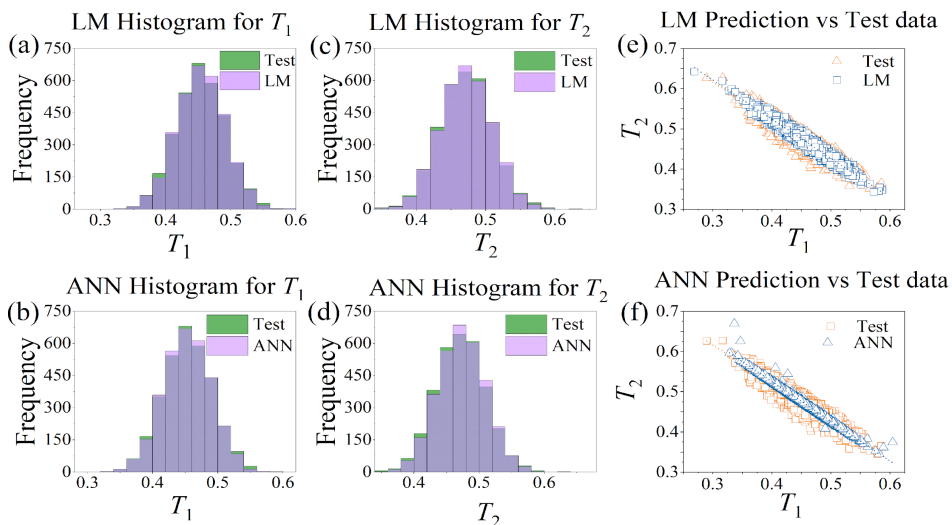 LM Histogram for T1
(a)
Test
LM
750
600
450
300
150
0
Frequency
0.3
0.4
0.5
0.6
T1
LM Histogram for T2
(c)
Test
LM
750
600
450
300
150
0
Frequency
0.4
0.5
0.6
T2
LM Prediction vs Test data
(e)
Test
LM
0.7
0.6
0.5
0.4
0.3
T2
0.3
0.4
0.5
0.6
T1
ANN Histogram for T1
(b)
Test
ANN
750
600
450
300
150
0
Frequency
0.3
0.4
0.5
0.6
T1
ANN Histogram for T2
(d)
Test
ANN
750
600
450
300
150
0
Frequency
0.4
0.5
0.6
T2
ANN Prediction vs Test data
(f)
Test
ANN
0.7
0.6
0.5
0.4
0.3
T2
0.3
0.4
0.5
0.6
T1